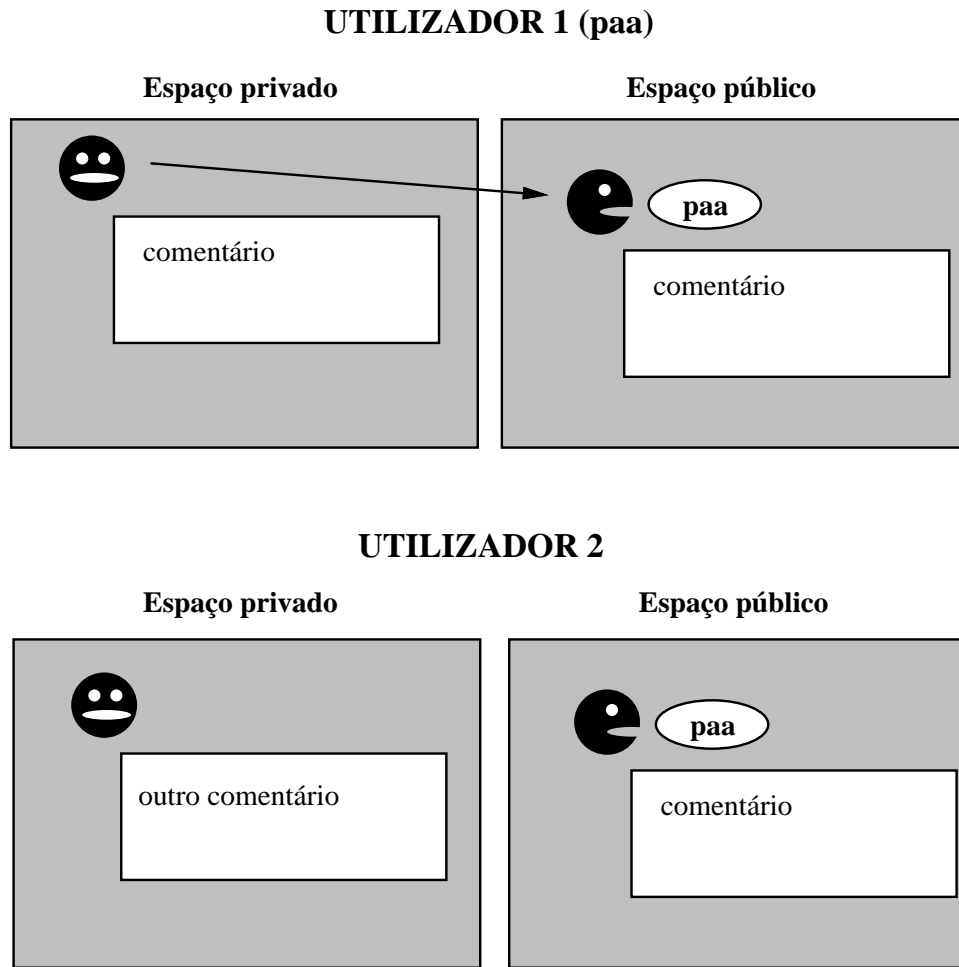 UTILIZADOR 1 (paa)
Espaço privado
Espaço público
comentário
paa
comentário
UTILIZADOR 2
Espaço privado
Espaço público
outro comentário
paa
comentário